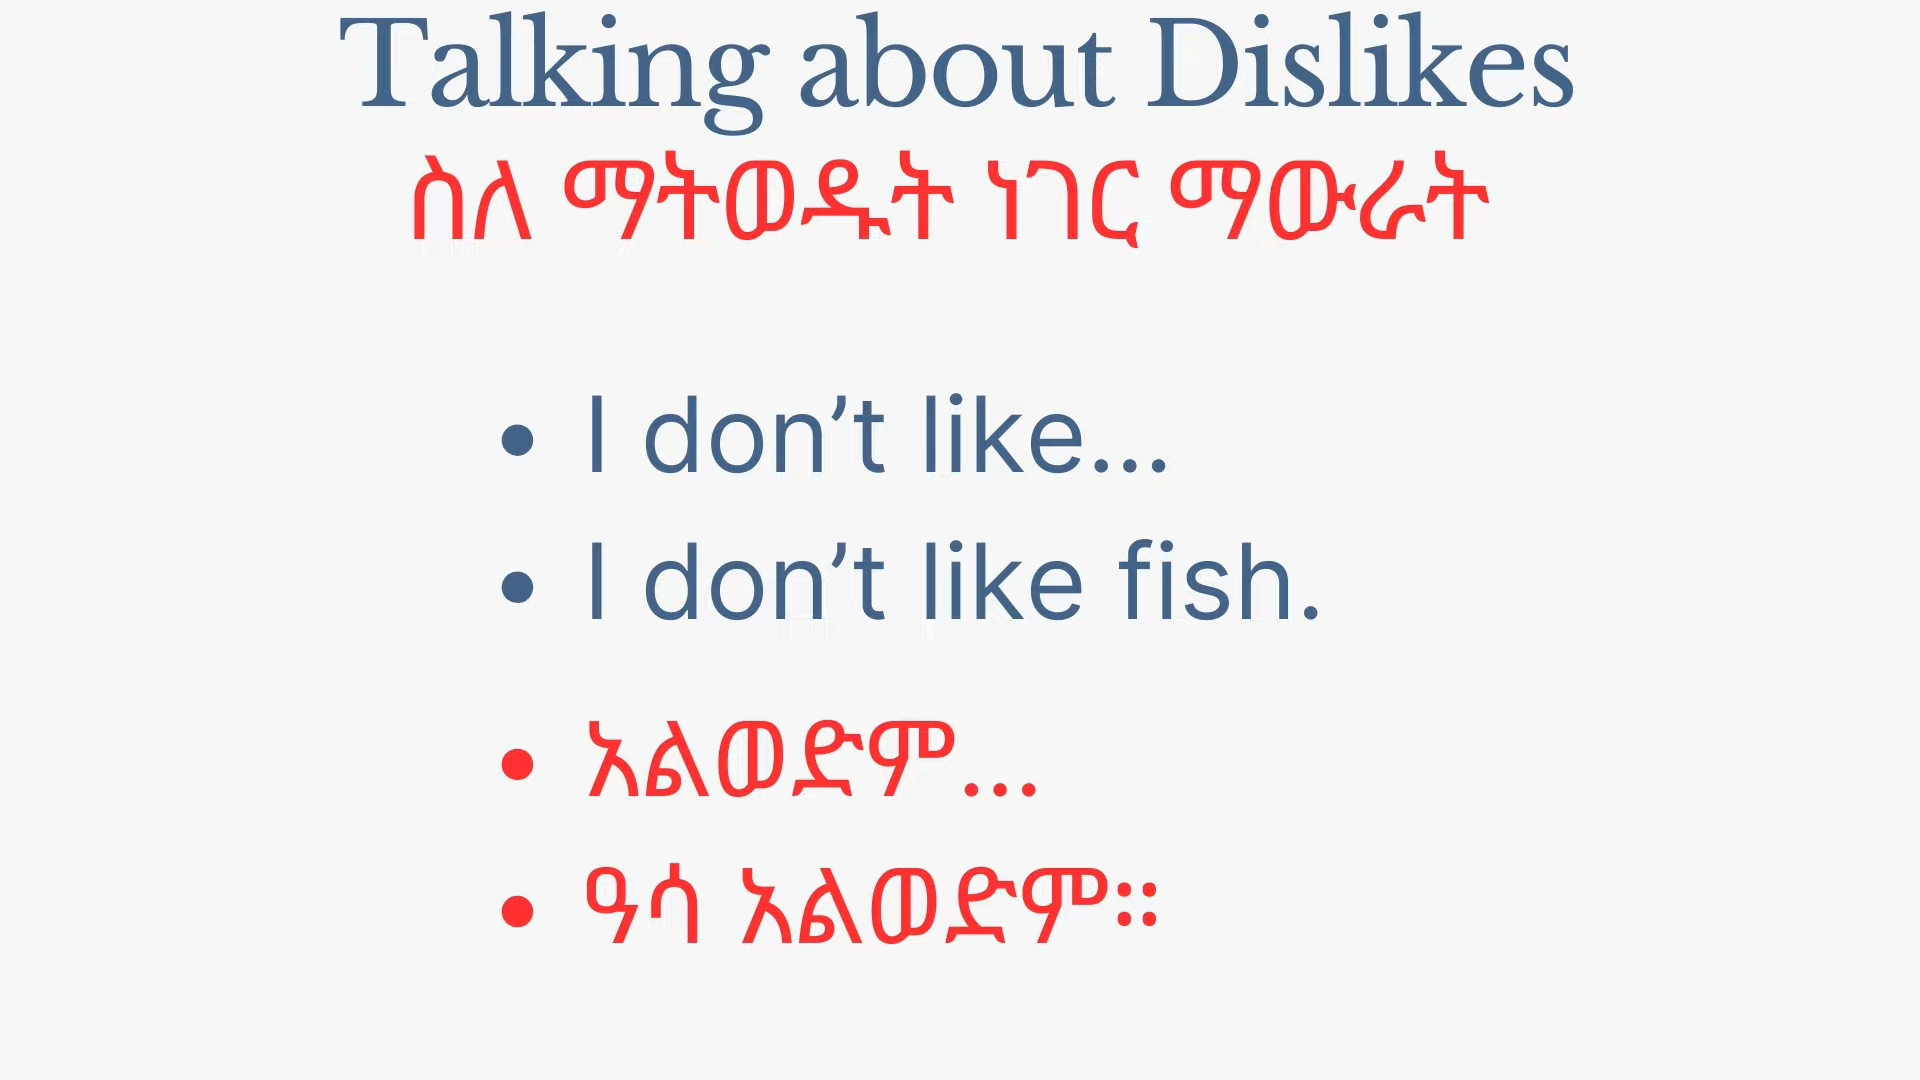 Talking about Dislikes
ስለ ማትወዱት ነገር ማውራት
• I don’t like...
• I don’t like fish.
• አልወድም...
• ዓሳ አልወድም።